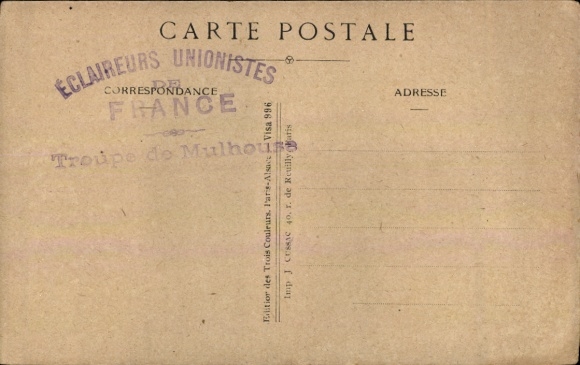 CARTE POSTALE
ÉCLAIREURS UNIONISTES
DE
FRANCE
Troupe de Mulhouse
CORRESPONDANCE
ADRESSE
Edition des Trois Couleurs, Paris-Alsace Visa 996
Imp. J. CUSSAC, 40, r. de Reuilly, Paris